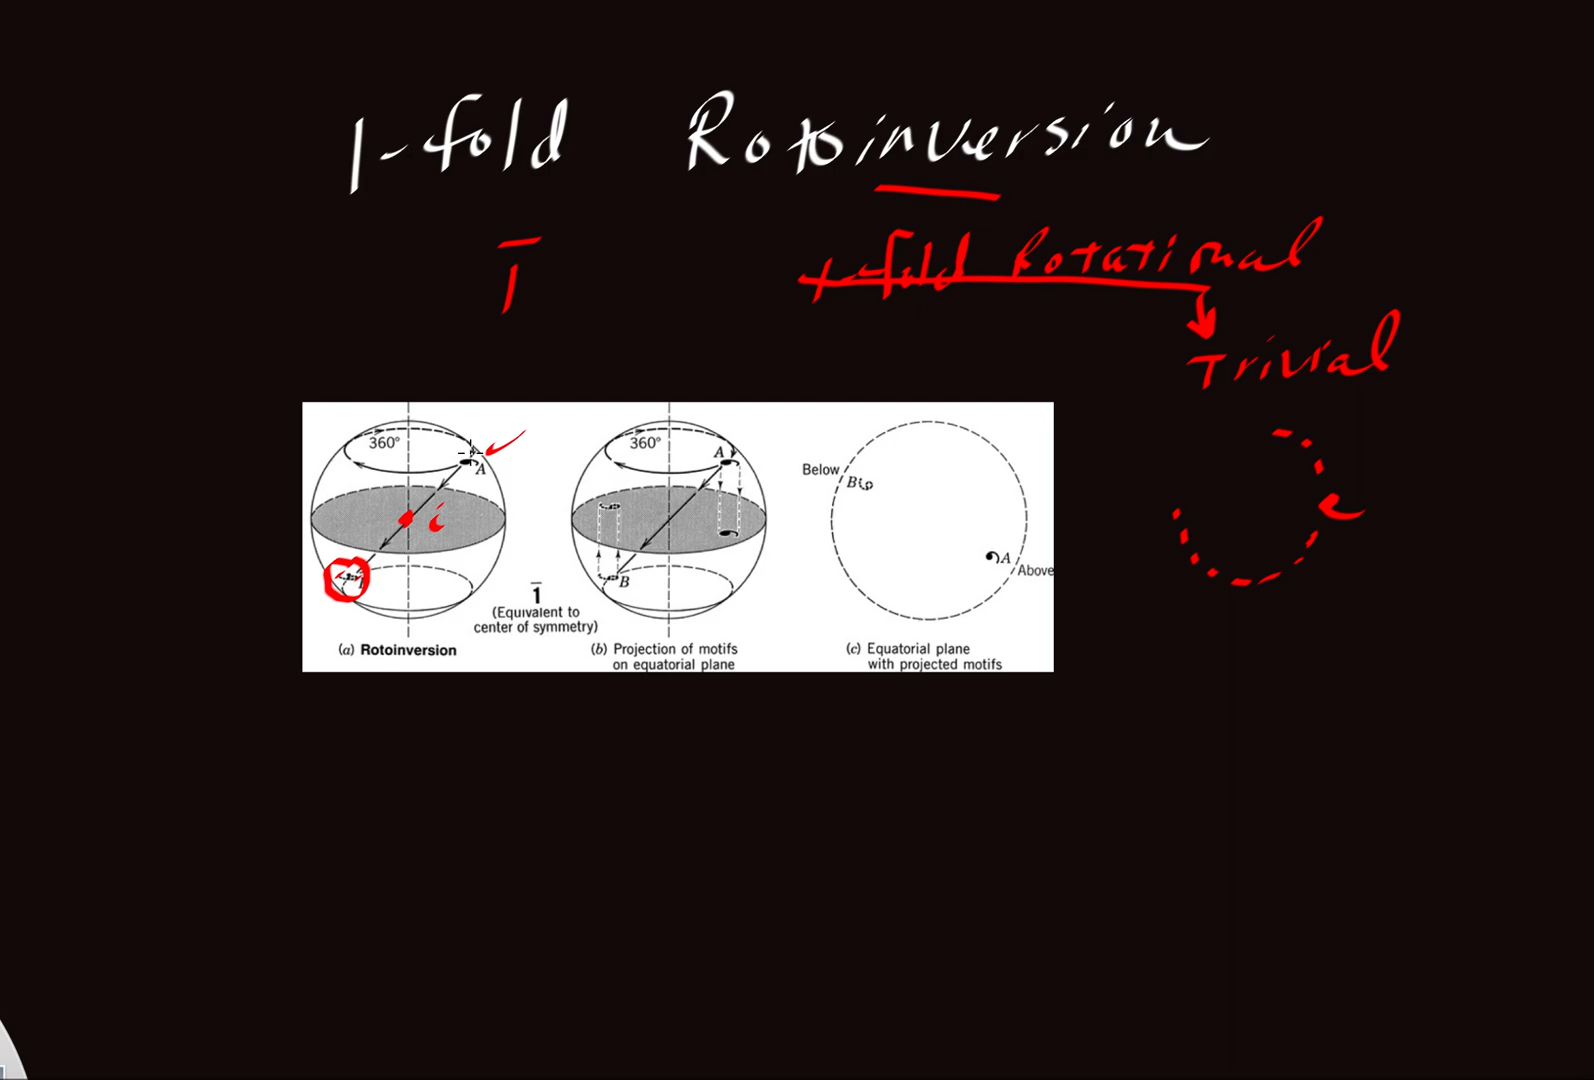 1-fold Rotoinversion
1̅
1-fold Rotational
Trivial
360°
A
i
1̅
(Equivalent to
center of symmetry)
(a) Rotoinversion
360°
A
B
(b) Projection of motifs
on equatorial plane
Below
B
A
Above
(c) Equatorial plane
with projected motifs